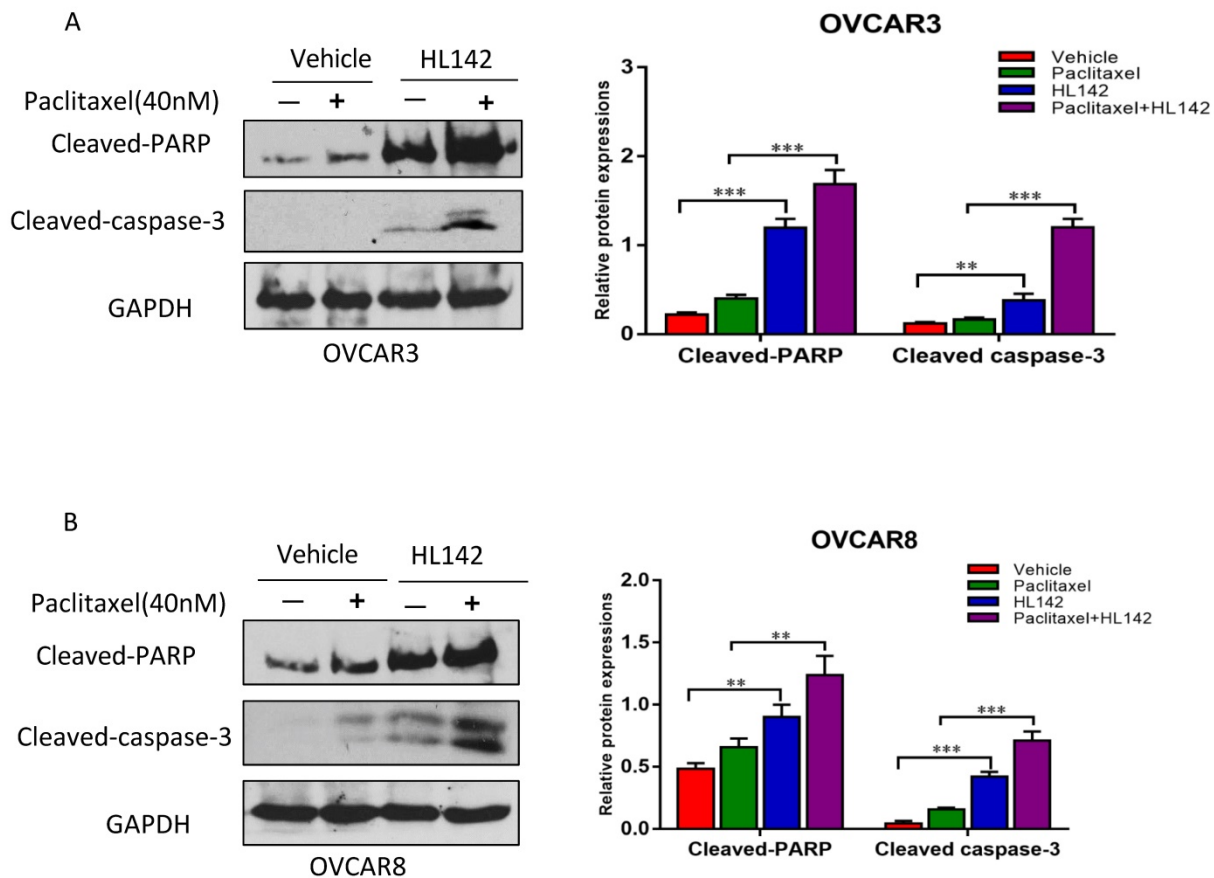 A
Vehicle HL142
Paclitaxel(40nM) — + — +
Cleaved-PARP
Cleaved-caspase-3
GAPDH
OVCAR3
OVCAR3
Vehicle
Paclitaxel
HL142
Paclitaxel+HL142
Relative protein expressions
3
2
1
0
***
***
**
***
Cleaved-PARP Cleaved caspase-3
B
Vehicle HL142
Paclitaxel(40nM) — + — +
Cleaved-PARP
Cleaved-caspase-3
GAPDH
OVCAR8
OVCAR8
Vehicle
Paclitaxel
HL142
Paclitaxel+HL142
Relative protein expressions
2.0
1.5
1.0
0.5
0.0
**
**
***
***
Cleaved-PARP Cleaved caspase-3